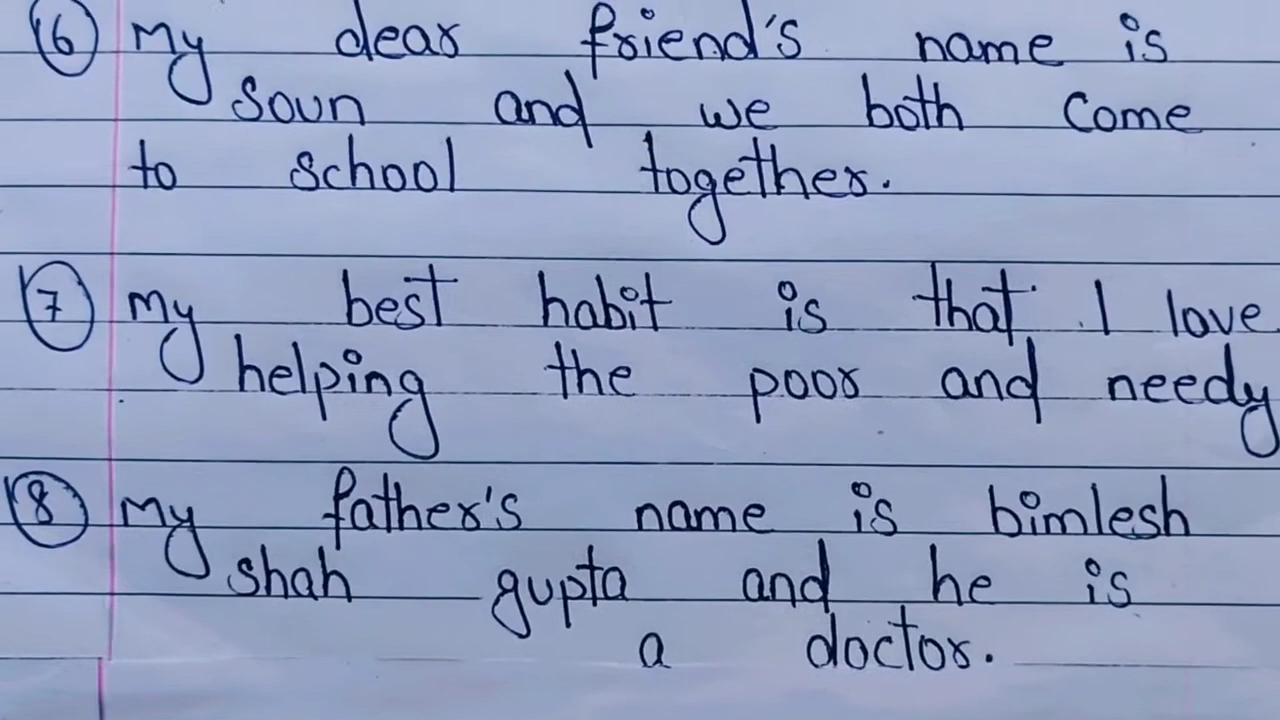 6 My dear friend's name is
soun and we both come
to school together.
7 My best habit is that I love
helping the poor and needy
8 My father's name is bimlesh
shah gupta and he is
a doctor.